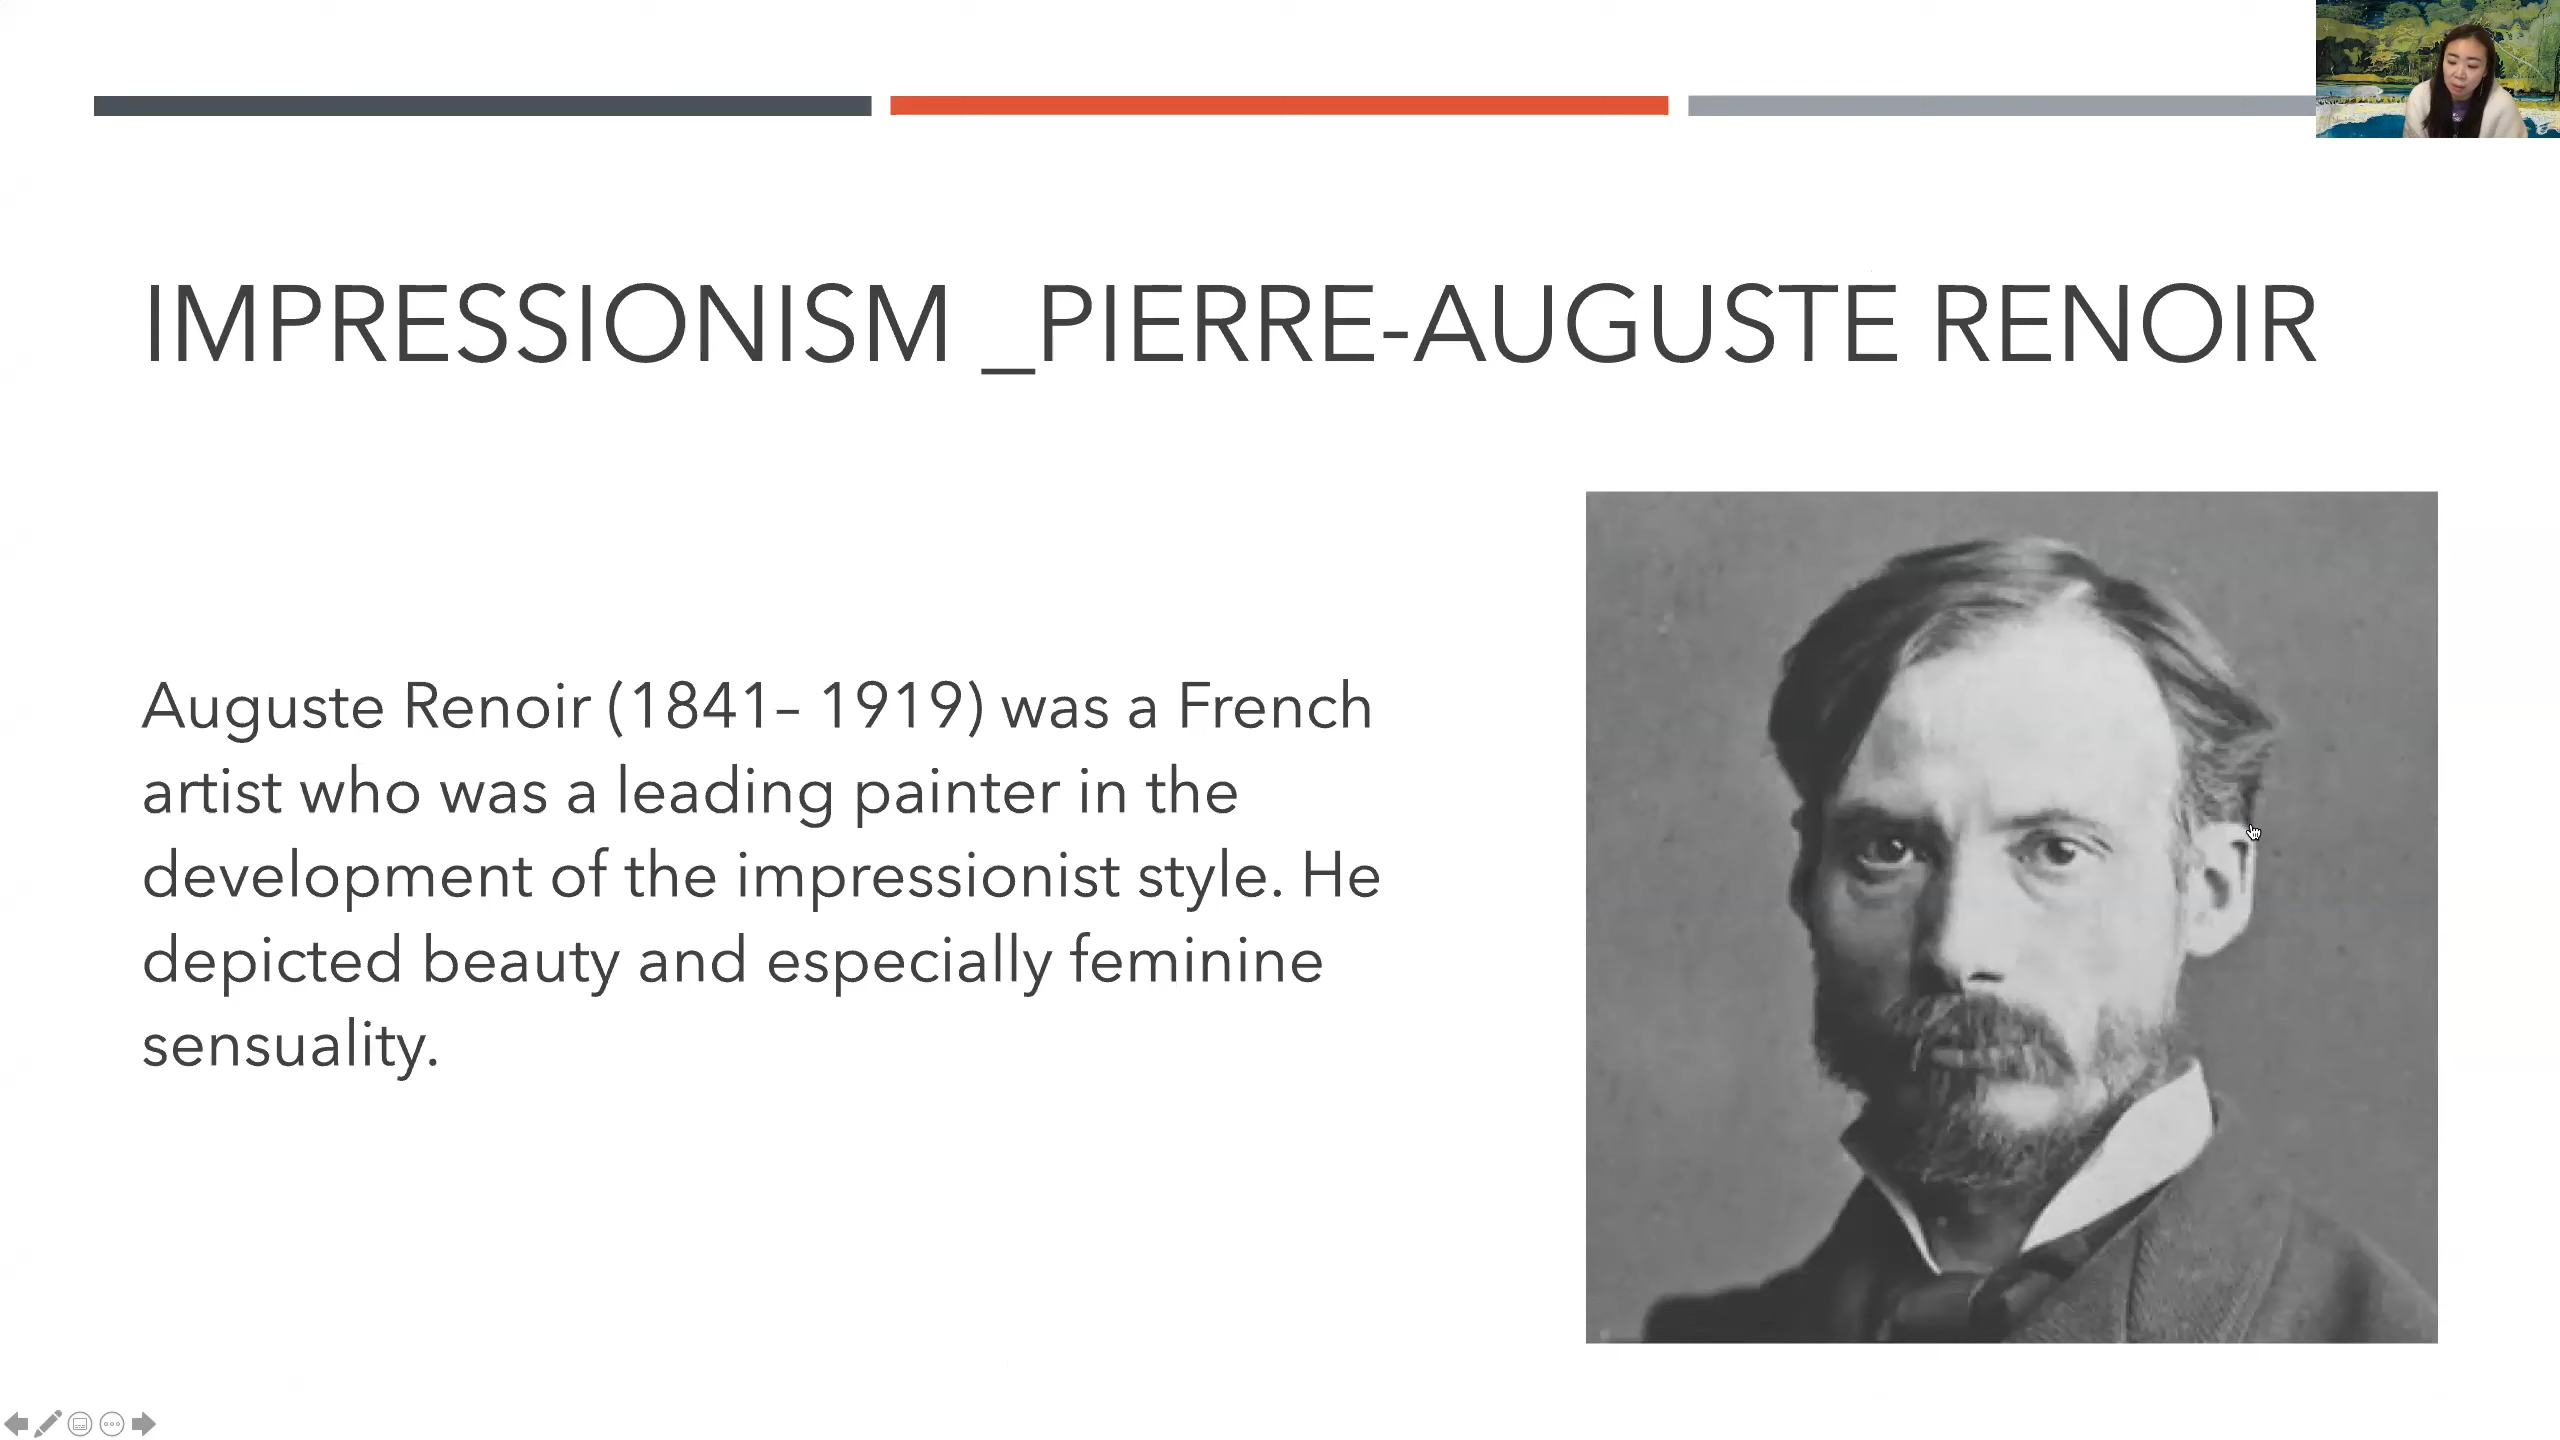 IMPRESSIONISM _PIERRE-AUGUSTE RENOIR
Auguste Renoir (1841– 1919) was a French
artist who was a leading painter in the
development of the impressionist style. He
depicted beauty and especially feminine
sensuality.